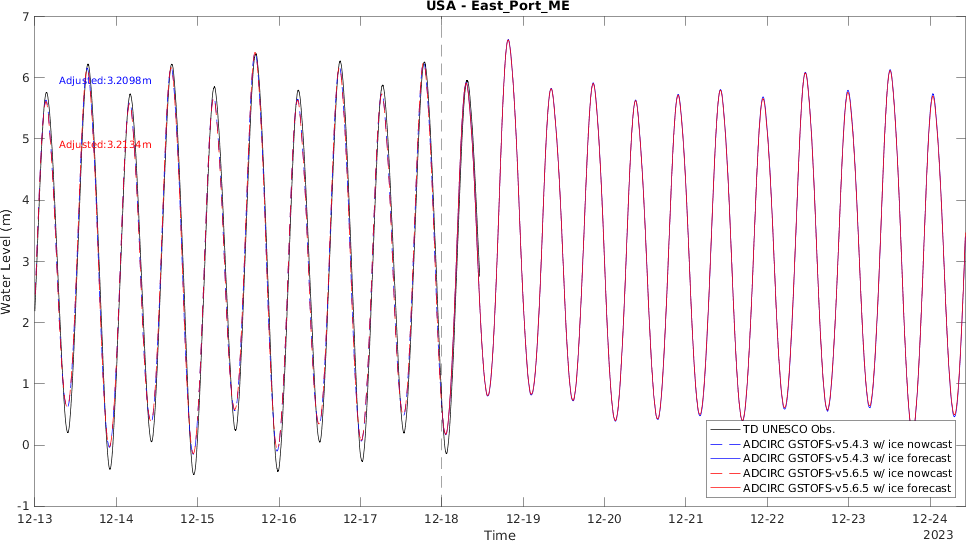 USA - East_Port_ME
7
6
5
4
3
2
1
0
-1
Water Level (m)
Adjusted:3.2098m
Adjusted:3.2134m
TD UNESCO Obs.
ADCIRC GSTOFS-v5.4.3 w/ ice nowcast
ADCIRC GSTOFS-v5.4.3 w/ ice forecast
ADCIRC GSTOFS-v5.6.5 w/ ice nowcast
ADCIRC GSTOFS-v5.6.5 w/ ice forecast
12-13 12-14 12-15 12-16 12-17 12-18 12-19 12-20 12-21 12-22 12-23 12-24
Time
2023